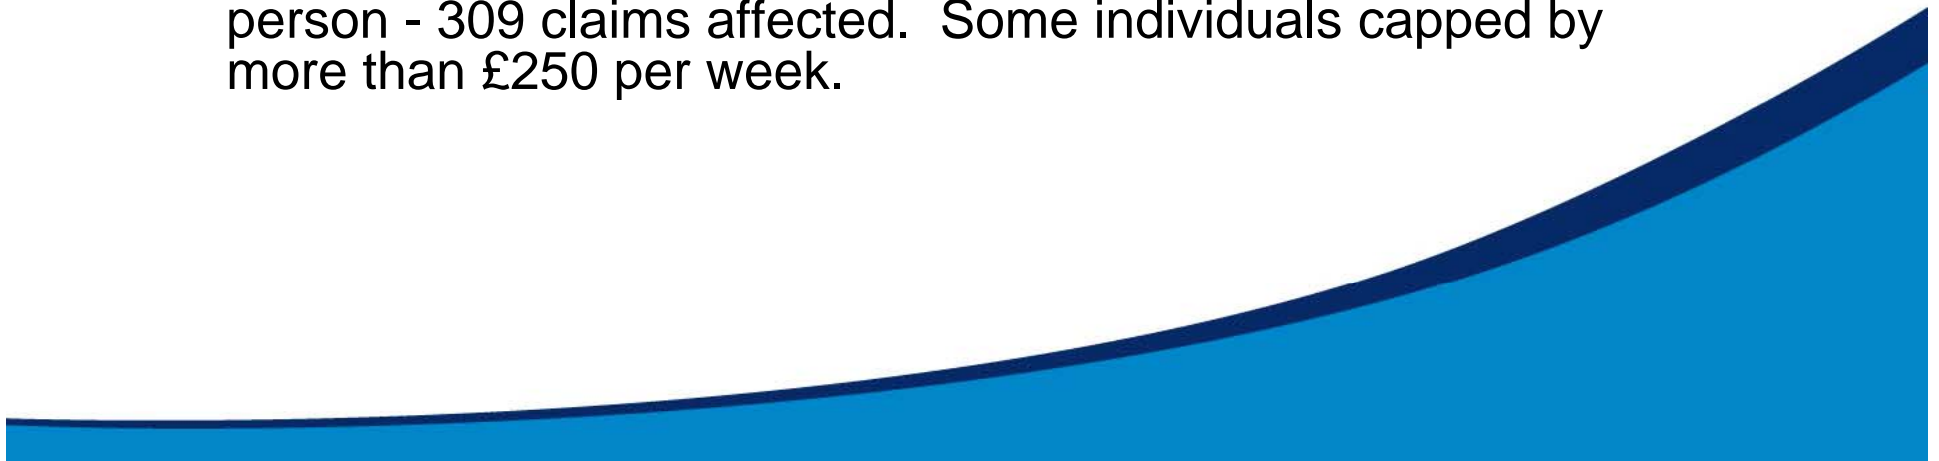 person - 309 claims affected.  Some individuals capped by
more than £250 per week.